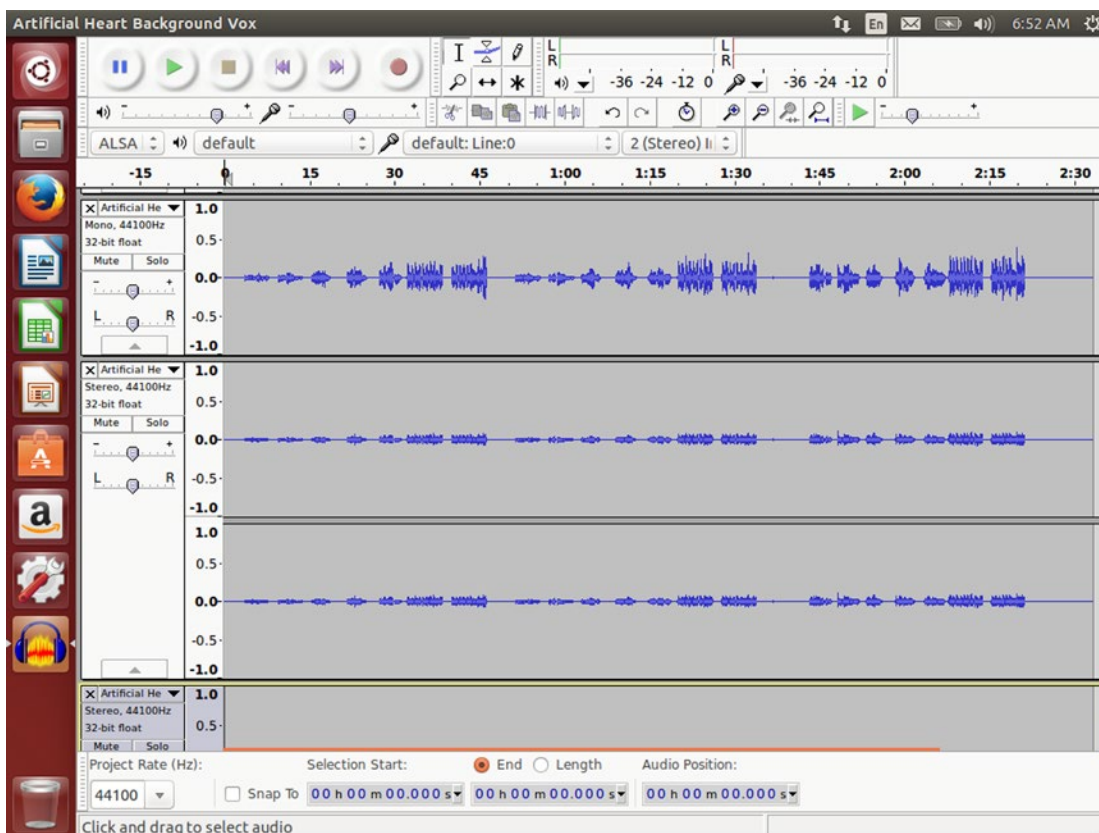 Artificial Heart Background Vox En 6:52 AM
L L
R R
-36 -24 -12 0 -36 -24 -12 0
ALSA default default: Line:0 2 (Stereo) I
-15 0 15 30 45 1:00 1:15 1:30 1:45 2:00 2:15 2:30
X Artificial He 1.0
Mono, 44100Hz
32-bit float 0.5
Mute Solo
- + 0.0
L R -0.5
-1.0
X Artificial He 1.0
Stereo, 44100Hz
32-bit float 0.5
Mute Solo
- + 0.0
L R -0.5
-1.0
1.0
0.5
0.0
-0.5
-1.0
X Artificial He 1.0
Stereo, 44100Hz
32-bit float 0.5
Mute Solo
Project Rate (Hz): Selection Start: End Length Audio Position:
44100 Snap To 00 h 00 m 00.000 s 00 h 00 m 00.000 s 00 h 00 m 00.000 s
Click and drag to select audio